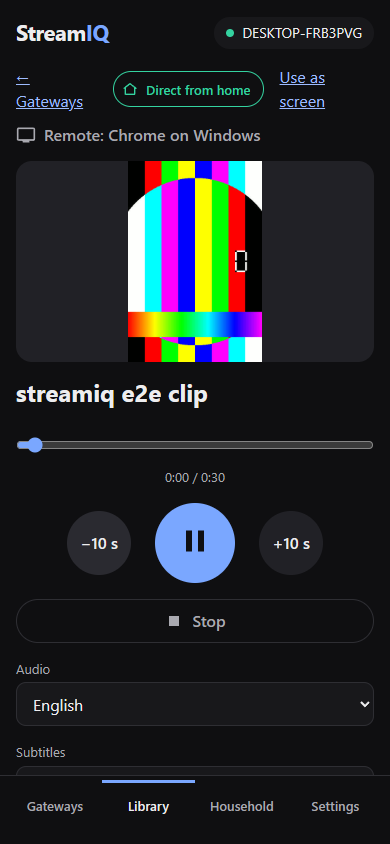 StreamIQ
DESKTOP-FRB3PVG
← Gateways
Direct from home
Use as screen
Remote: Chrome on Windows
0
streamiq e2e clip
0:00 / 0:30
−10 s
+10 s
Stop
Audio
English
Subtitles
Gateways
Library
Household
Settings